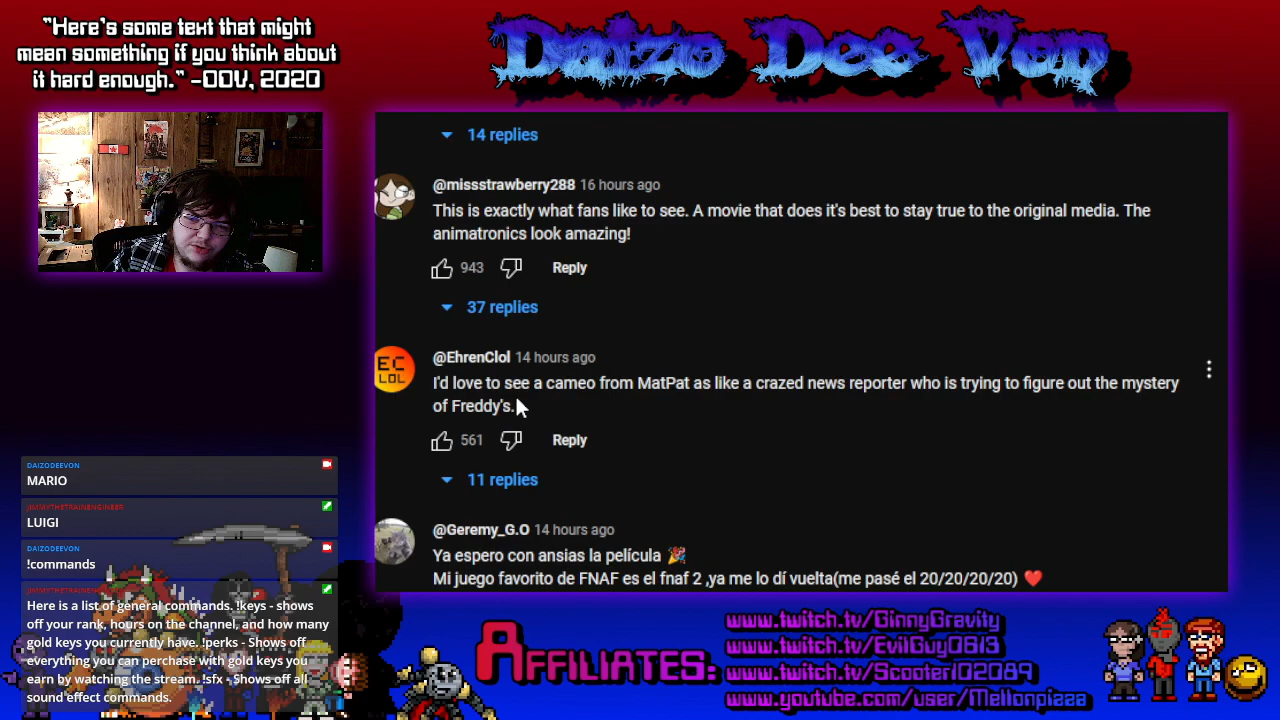 "Here's some text that might
mean something if you think about
it hard enough." -DDV, 2020
Daizo Dee Von
14 replies
@missstrawberry288 16 hours ago
This is exactly what fans like to see. A movie that does it's best to stay true to the original media. The
animatronics look amazing!
943 Reply
37 replies
EC
LOL
@EhrenClol 14 hours ago
I'd love to see a cameo from MatPat as like a crazed news reporter who is trying to figure out the mystery
of Freddy's.
561 Reply
11 replies
@Geremy_G.O 14 hours ago
Ya espero con ansias la película 🎉
Mi juego favorito de FNAF es el fnaf 2 ,ya me lo dí vuelta(me pasé el 20/20/20/20) ❤️
DAIZODEEVON
MARIO
JIMMYTHETRAINENGINEER
LUIGI
DAIZODEEVON
!commands
JIMMYTHETRAINENGINEER
Here is a list of general commands. !keys - shows
off your rank, hours on the channel, and how many
gold keys you currently have. !perks - Shows off
everything you can perchase with gold keys you
earn by watching the stream. !sfx - Shows off all
sound effect commands.
AFFILIATES:
www.twitch.tv/GinnyGravity
www.twitch.tv/EvilGuy0613
www.twitch.tv/Scooter102089
www.youtube.com/user/Mellonpizaa